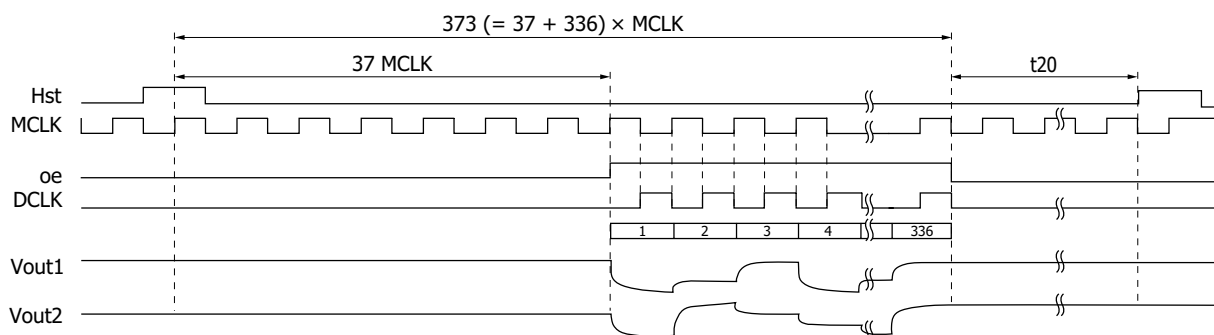 373 (= 37 + 336) × MCLK
37 MCLK
t20
Hst
MCLK
oe
DCLK
1 2 3 4 336
Vout1
Vout2